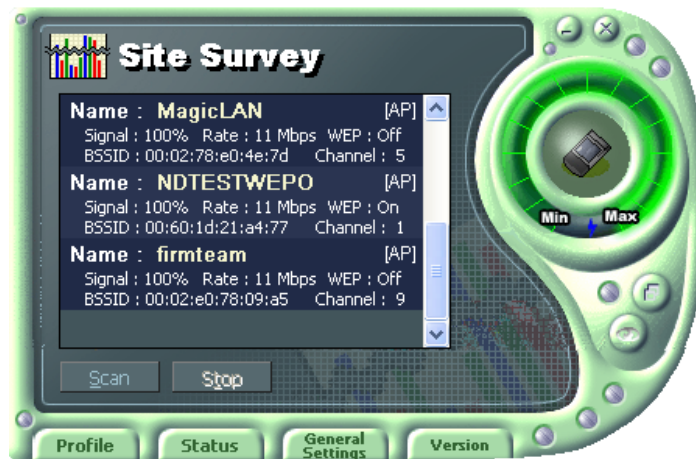 Site Survey
Name : MagicLAN [AP]
Signal : 100% Rate : 11 Mbps WEP : Off
BSSID : 00:02:78:e0:4e:7d Channel : 5
Name : NDTESTWEPO [AP]
Signal : 100% Rate : 11 Mbps WEP : On
BSSID : 00:60:1d:21:a4:77 Channel : 1
Name : firmteam [AP]
Signal : 100% Rate : 11 Mbps WEP : Off
BSSID : 00:02:e0:78:09:a5 Channel : 9
Min Max
Scan Stop
Profile Status General Settings Version